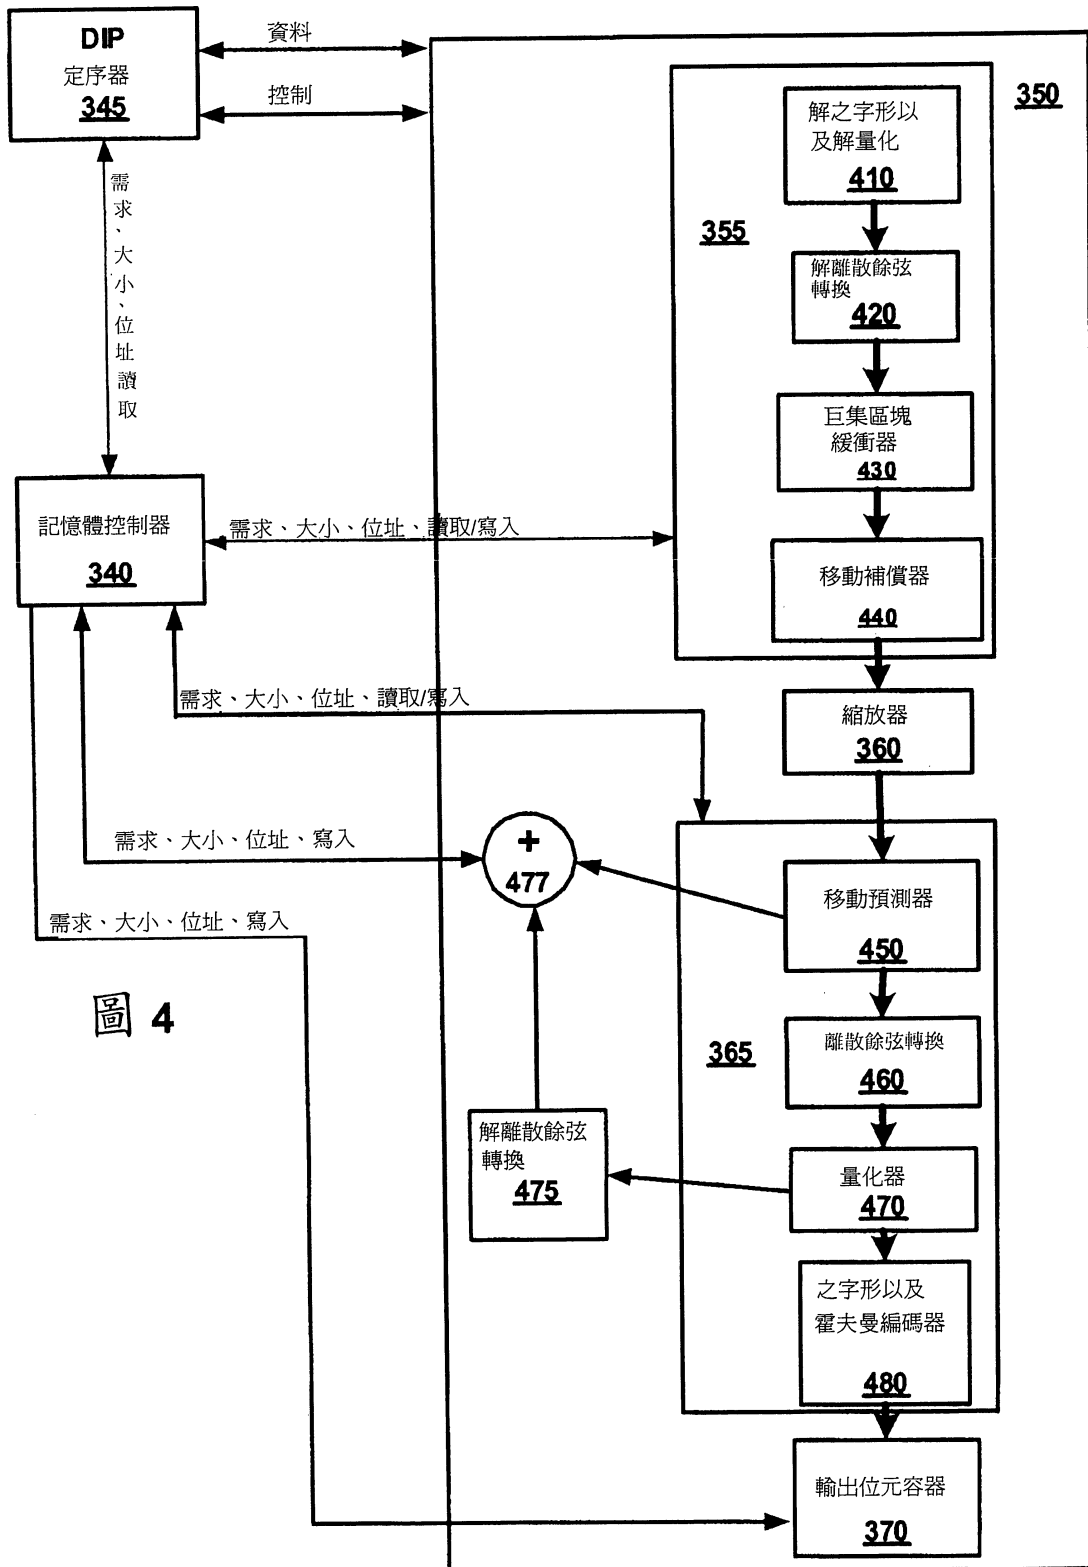 DIP
定序器
345
資料
控制
350
解之字形以
及解量化
410
355
解離散餘弦
轉換
420
巨集區塊
緩衝器
430
移動補償器
440
需求、大小、位址讀取
記憶體控制器
340
需求、大小、位址、讀取/寫入
需求、大小、位址、讀取/寫入
縮放器
360
需求、大小、位址、寫入
+
477
移動預測器
450
需求、大小、位址、寫入
圖 4
365
離散餘弦轉換
460
解離散餘弦
轉換
475
量化器
470
之字形以及
霍夫曼編碼器
480
輸出位元容器
370